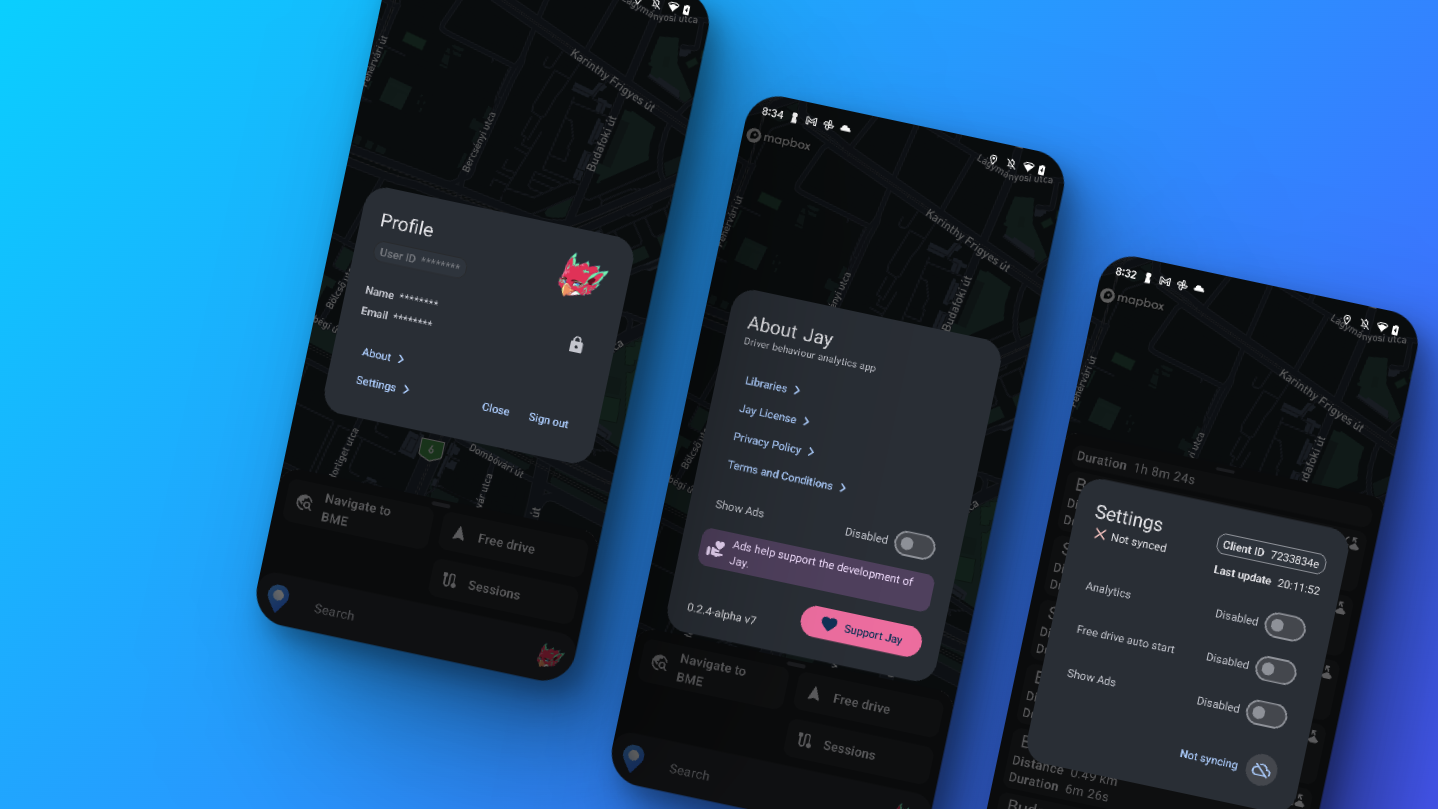 Lágymányosi utca
Fehérvári út
Karinthy Frigyes út
Bercsényi utca
Budafoki út
Profile
User ID ********
Name ********
Email ********
About
Settings
Close
Sign out
6
Dombóvári út
út
Navigate to
BME
Free drive
Sessions
Search
8:34
mapbox
Lágymányosi utca
Fehérvári út
Karinthy Frigyes út
Budafoki út
About Jay
Driver behaviour analytics app
Libraries
Jay License
Privacy Policy
Terms and Conditions
Show Ads
Disabled
Ads help support the development of
Jay.
0.2.4-alpha v7
Support Jay
Navigate to
BME
Free drive
Sessions
Search
8:32
mapbox
Lágymányosi utca
Karinthy Frigyes út
utca
Duration 1h 8m 24s
Settings
Not synced
Client ID 7233834e
Last update 20:11:52
Analytics
Disabled
Free drive auto start
Disabled
Show Ads
Disabled
Not syncing
Distance 0.49 km
Duration 6m 26s